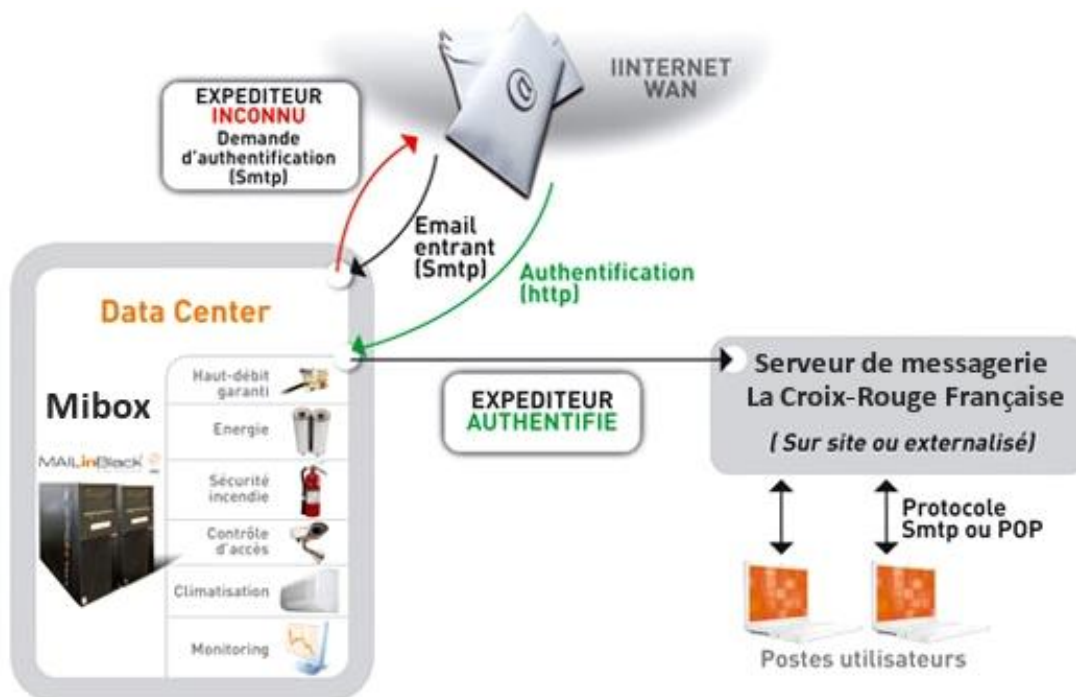 IINTERNET
WAN
EXPEDITEUR
INCONNU
Demande
d'authentification
(Smtp)
Email
entrant
(Smtp)
Authentification
(http)
Data Center
Mibox
MAILinBlack
Haut-débit
garanti
Energie
Sécurité
incendie
Contrôle
d'accès
Climatisation
Monitoring
EXPEDITEUR
AUTHENTIFIE
Serveur de messagerie
La Croix-Rouge Française
( Sur site ou externalisé)
Protocole
Smtp ou POP
Postes utilisateurs